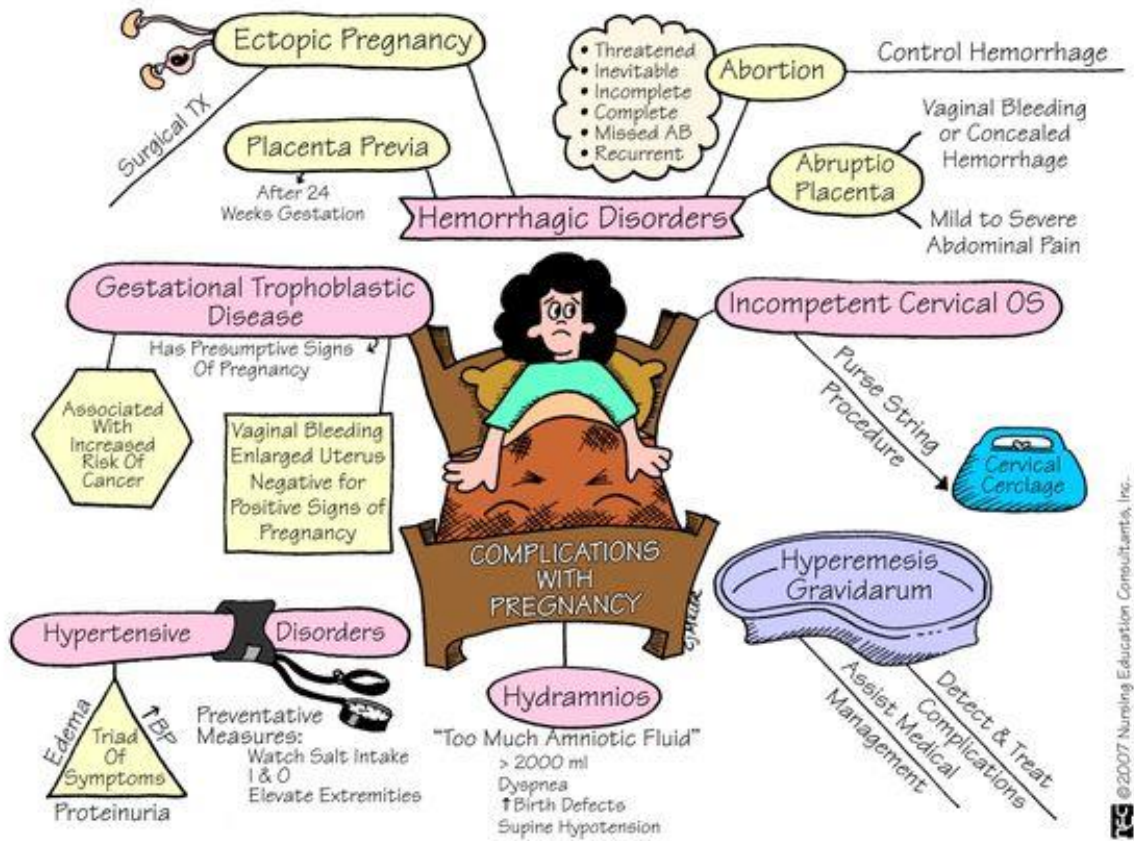 Ectopic Pregnancy
Surgical TX
Placenta Previa
After 24
Weeks Gestation
• Threatened
• Inevitable
• Incomplete
• Complete
• Missed AB
• Recurrent
Abortion
Control Hemorrhage
Abruptio
Placenta
Vaginal Bleeding
or Concealed
Hemorrhage
Mild to Severe
Abdominal Pain
Hemorrhagic Disorders
Gestational Trophoblastic
Disease
Has Presumptive Signs
Of Pregnancy
Associated
With
Increased
Risk Of
Cancer
Vaginal Bleeding
Enlarged Uterus
Negative for
Positive Signs of
Pregnancy
Incompetent Cervical OS
Purse String
Procedure
Cervical
Cerclage
COMPLICATIONS
WITH
PREGNANCY
CJMiller
Hyperemesis
Gravidarum
Assist Medical
Management
Detect & Treat
Complications
Hypertensive Disorders
Edema
↑BP
Triad
Of
Symptoms
Proteinuria
Preventative
Measures:
Watch Salt Intake
I & O
Elevate Extremities
Hydramnios
"Too Much Amniotic Fluid"
> 2000 ml
Dyspnea
↑Birth Defects
Supine Hypotension
©2007 Nursing Education Consultants, Inc.
NEC